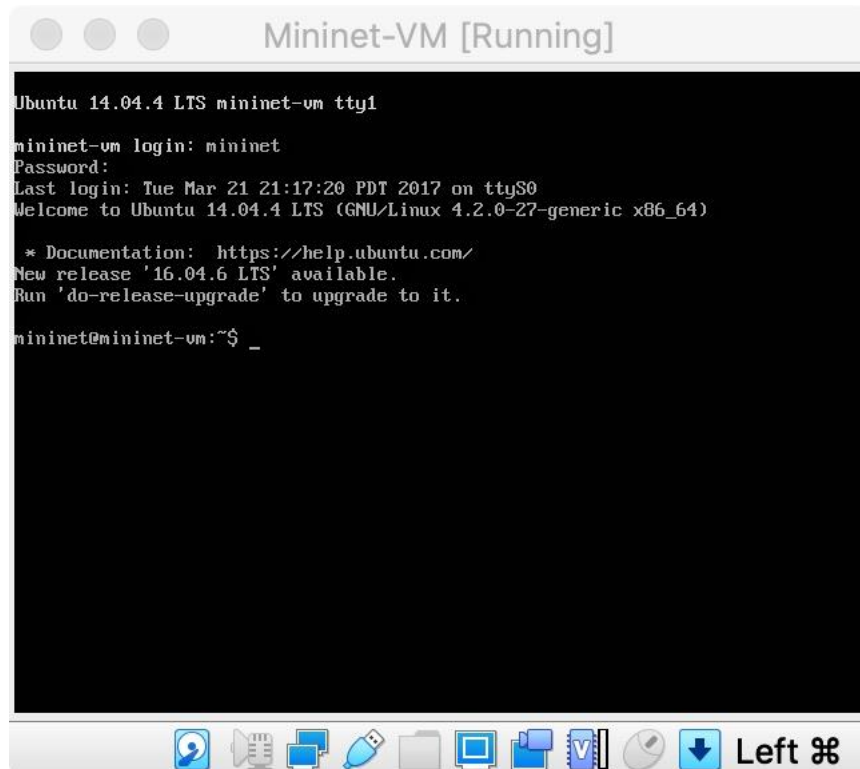 Mininet-VM [Running]
Ubuntu 14.04.4 LTS mininet-vm tty1
mininet-vm login: mininet
Password:
Last login: Tue Mar 21 21:17:20 PDT 2017 on ttyS0
Welcome to Ubuntu 14.04.4 LTS (GNU/Linux 4.2.0-27-generic x86_64)
* Documentation:  https://help.ubuntu.com/
New release '16.04.6 LTS' available.
Run 'do-release-upgrade' to upgrade to it.
mininet@mininet-vm:~$ _
Left ⌘